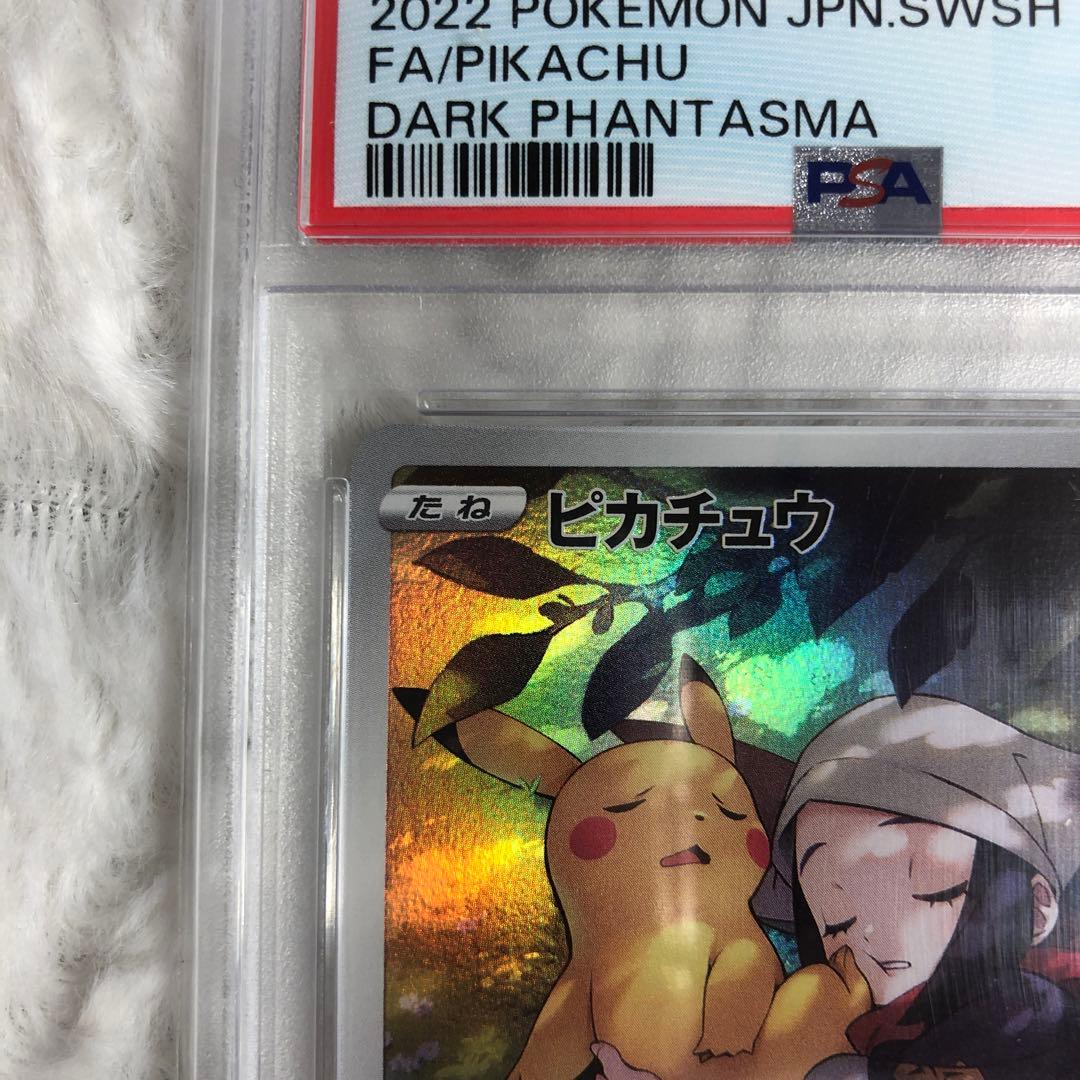 2022 POKEMON JPN.SWSH
FA/PIKACHU
DARK PHANTASMA
PSA
たね
ピカチュウ